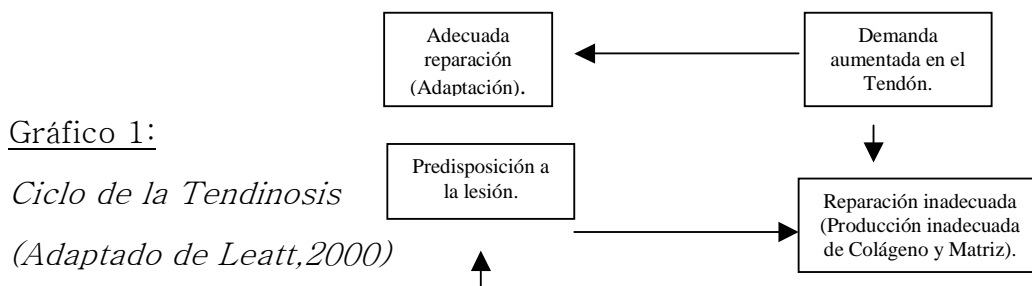 Adecuada
reparación
(Adaptación).
Demanda
aumentada en el
Tendón.
Gráfico 1:
Ciclo de la Tendinosis
(Adaptado de Leatt,2000)
Predisposición a
la lesión.
Reparación inadecuada
(Producción inadecuada
de Colágeno y Matriz).